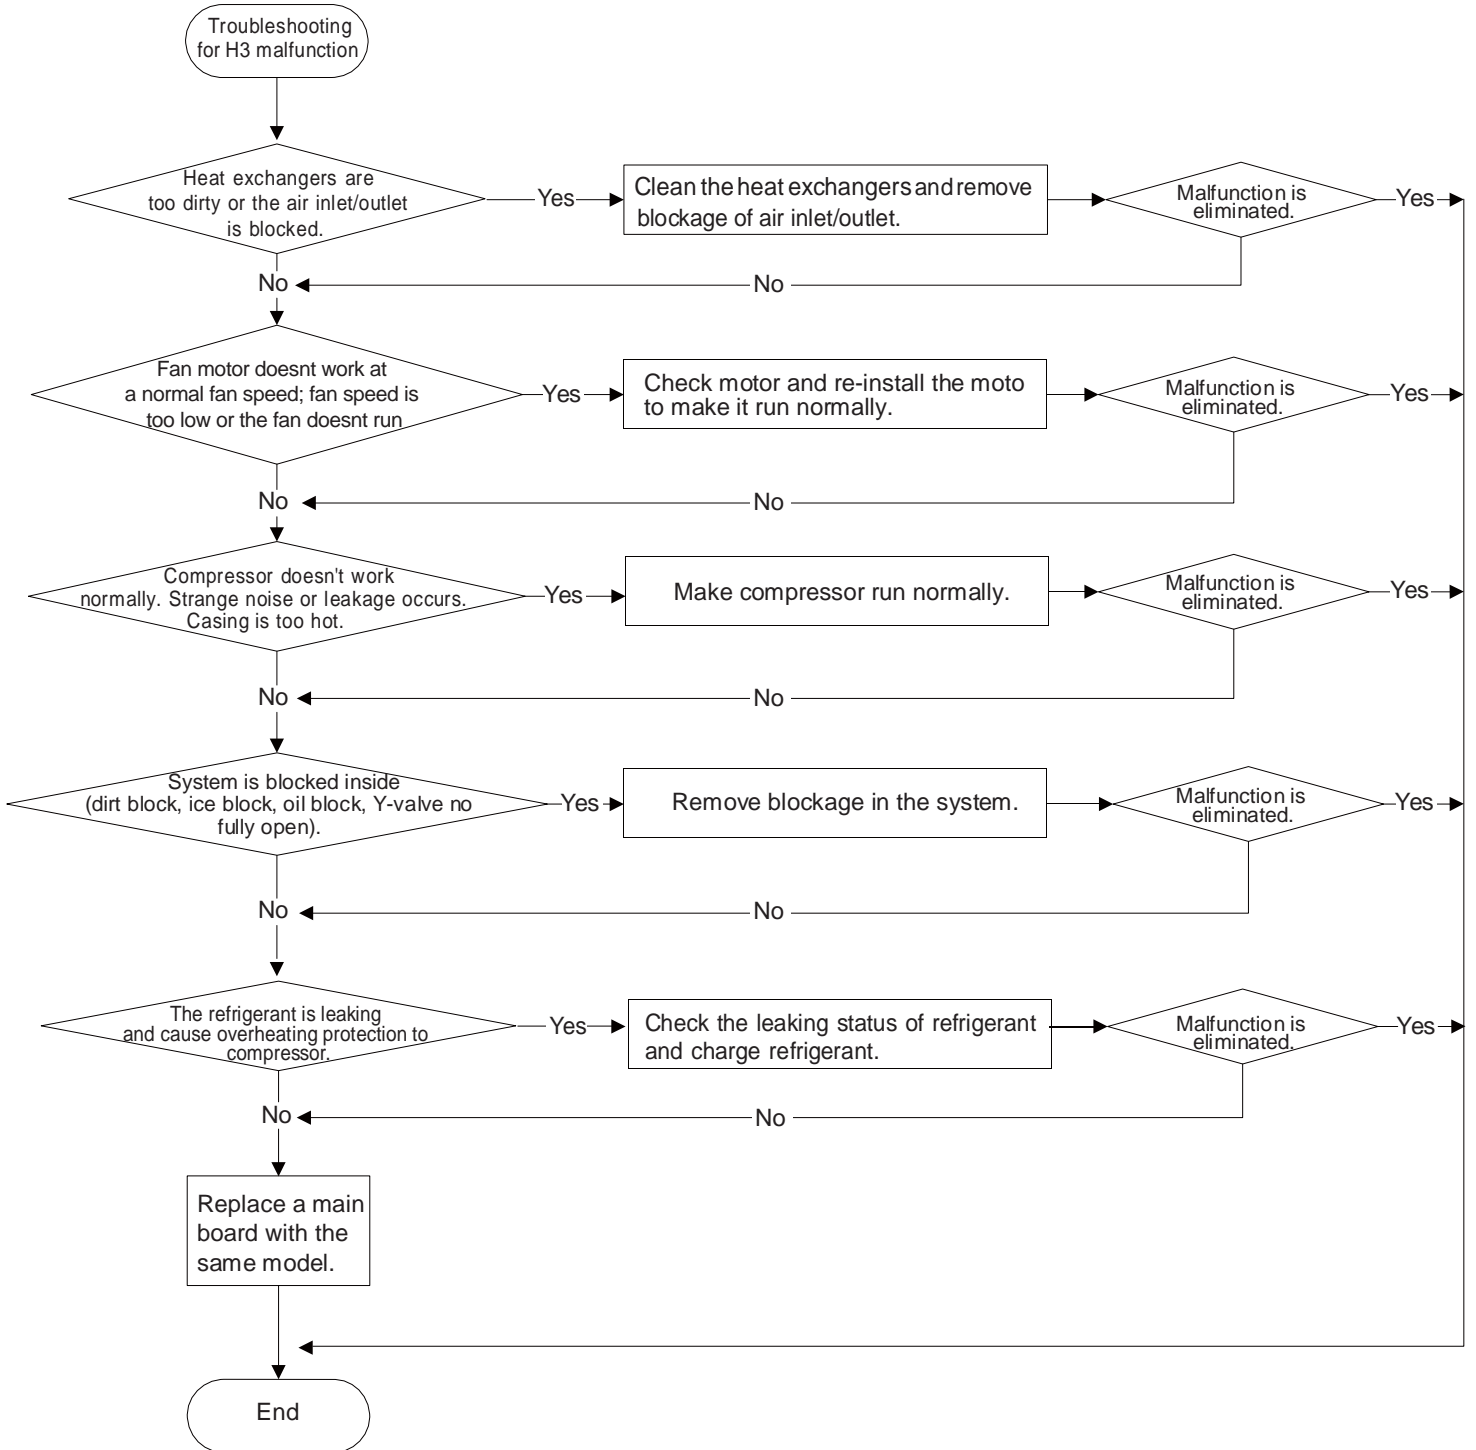 Troubleshooting
for H3 malfunction
Heat exchangers are
too dirty or the air inlet/outlet
is blocked.
Yes
Clean the heat exchangers and remove
blockage of air inlet/outlet.
Malfunction is
eliminated.
Yes
No
No
Fan motor doesnt work at
a normal fan speed; fan speed is
too low or the fan doesnt run
Yes
Check motor and re-install the moto
to make it run normally.
Malfunction is
eliminated.
Yes
No
No
Compressor doesn't work
normally. Strange noise or leakage occurs.
Casing is too hot.
Yes
Make compressor run normally.
Malfunction is
eliminated.
Yes
No
No
System is blocked inside
(dirt block, ice block, oil block, Y-valve no
fully open).
Yes
Remove blockage in the system.
Malfunction is
eliminated.
Yes
No
No
The refrigerant is leaking
and cause overheating protection to
compressor.
Yes
Check the leaking status of refrigerant
and charge refrigerant.
Malfunction is
eliminated.
Yes
No
No
Replace a main
board with the
same model.
End